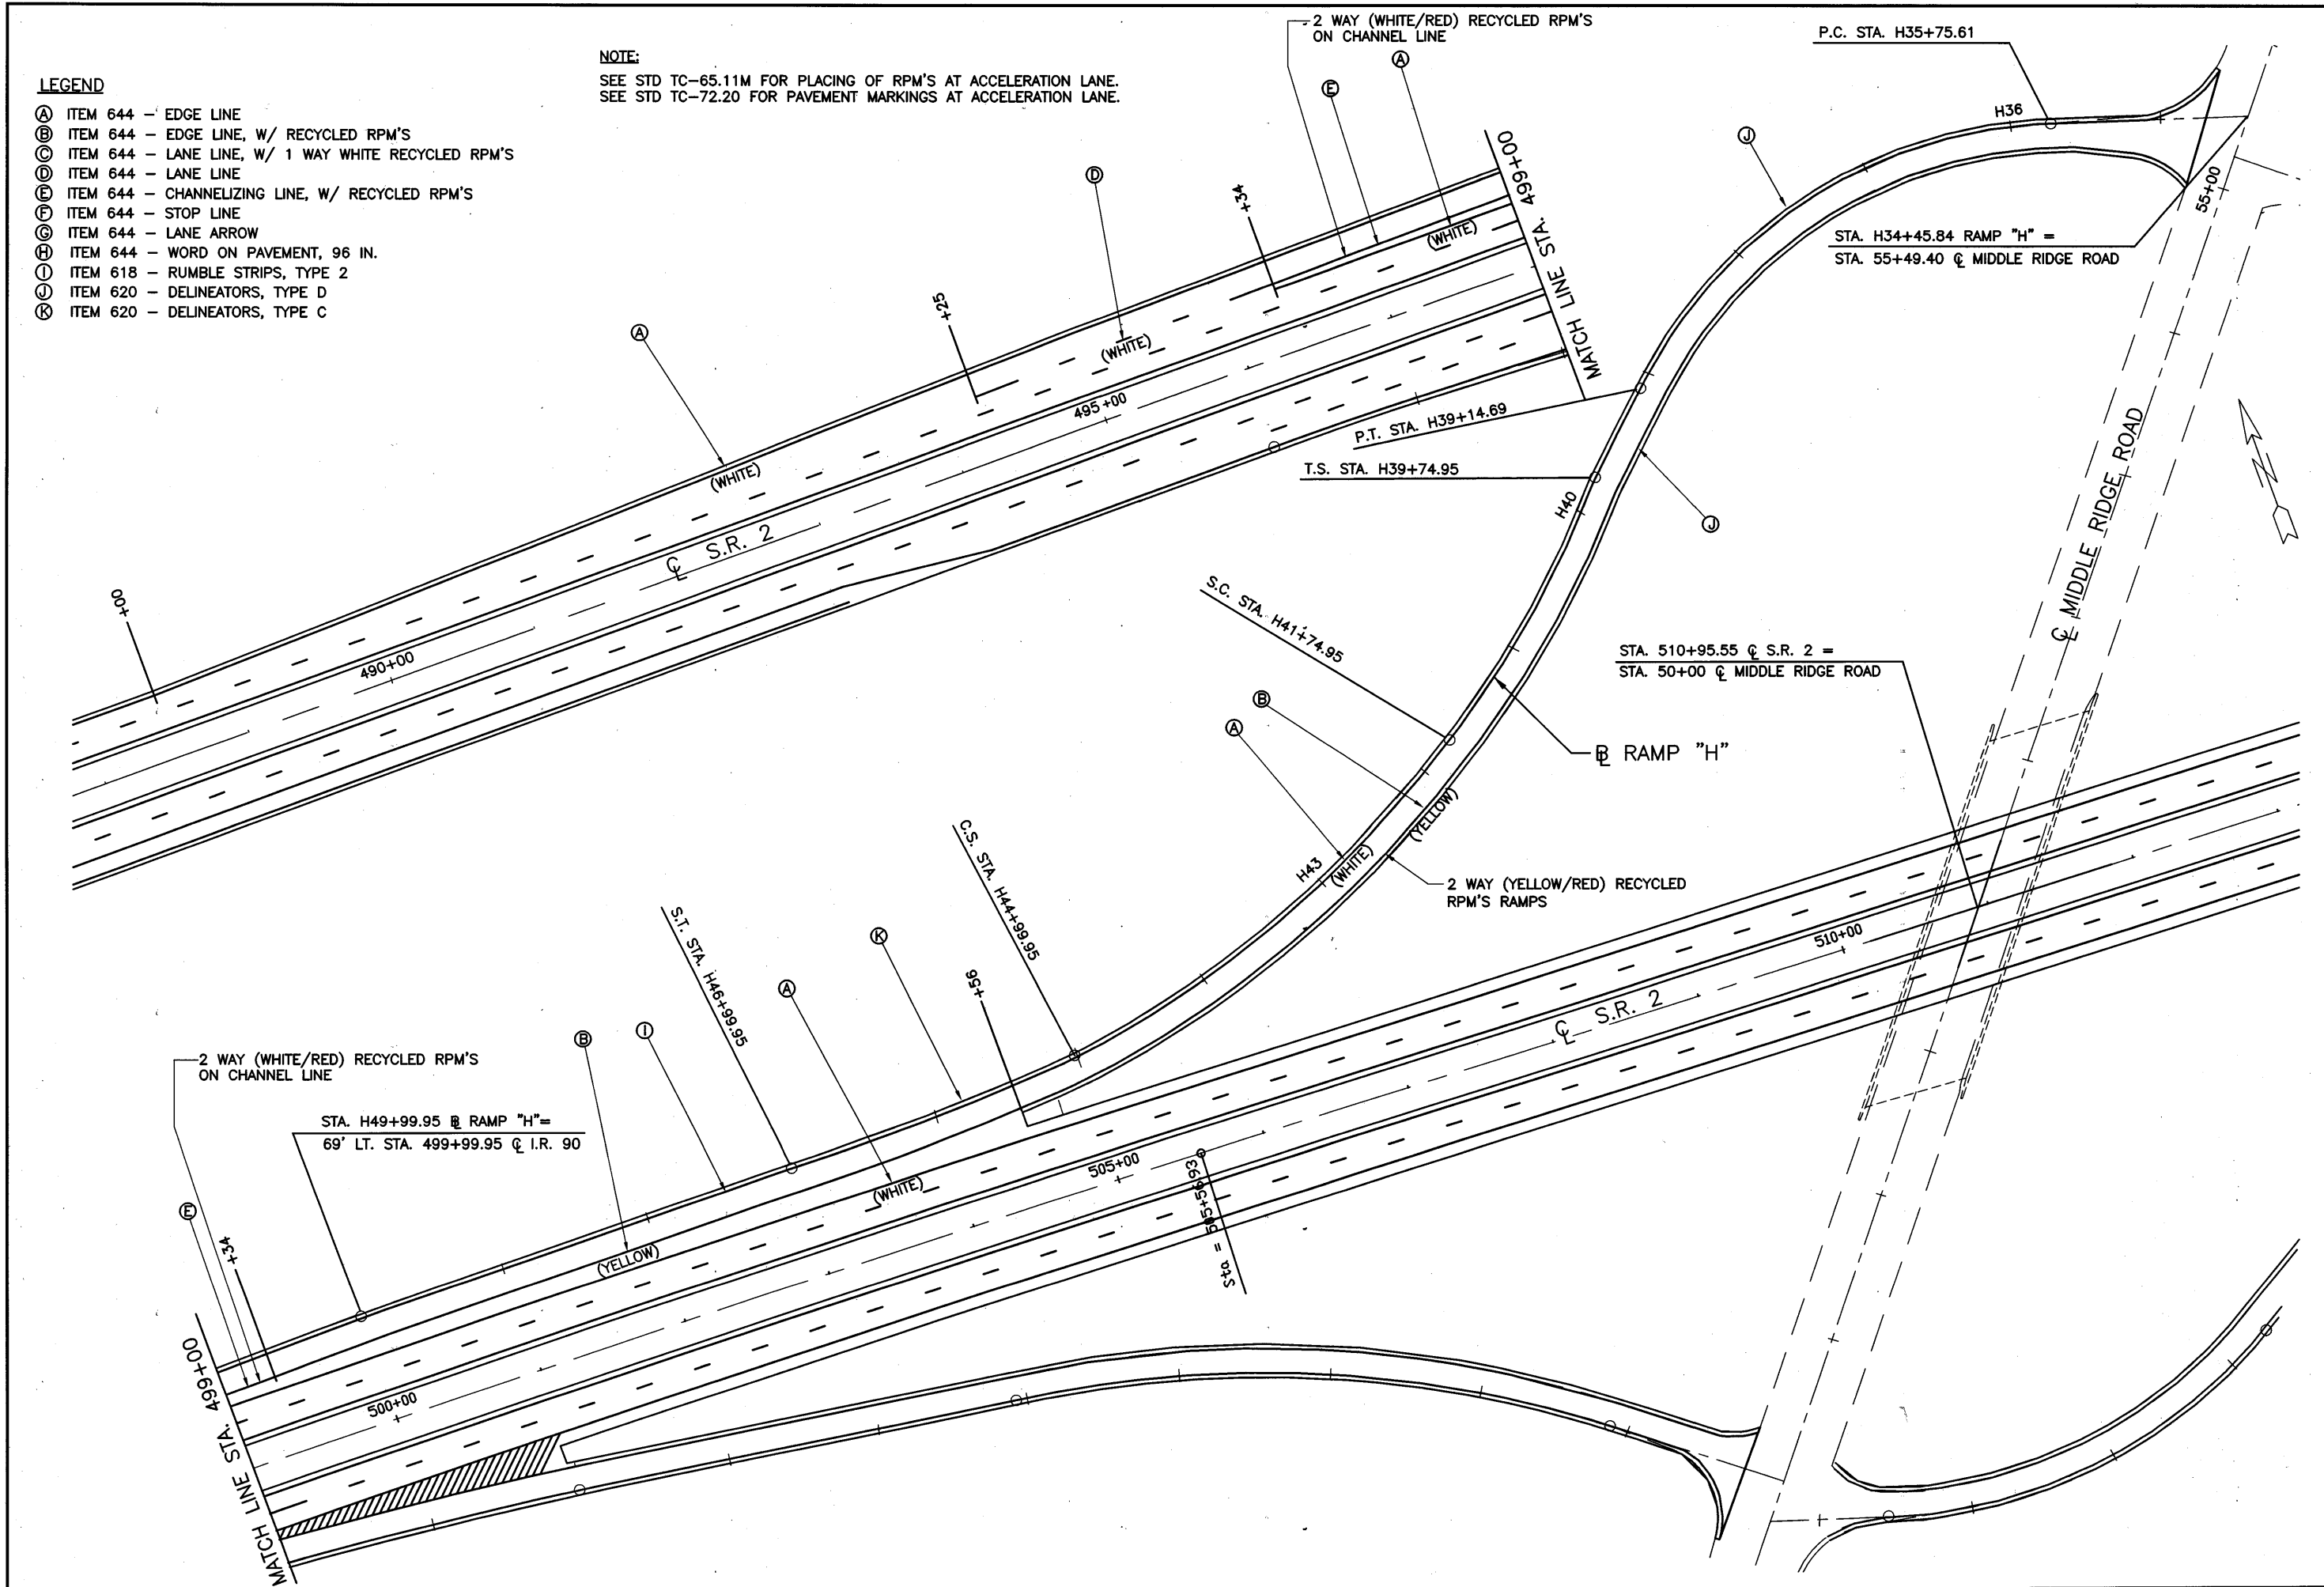 LEGEND
Ⓐ ITEM 644 – EDGE LINE
Ⓑ ITEM 644 – EDGE LINE, W/ RECYCLED RPM'S
Ⓒ ITEM 644 – LANE LINE, W/ 1 WAY WHITE RECYCLED RPM'S
Ⓓ ITEM 644 – LANE LINE
Ⓔ ITEM 644 – CHANNELIZING LINE, W/ RECYCLED RPM'S
Ⓕ ITEM 644 – STOP LINE
Ⓖ ITEM 644 – LANE ARROW
Ⓗ ITEM 644 – WORD ON PAVEMENT, 96 IN.
Ⓘ ITEM 618 – RUMBLE STRIPS, TYPE 2
Ⓙ ITEM 620 – DELINEATORS, TYPE D
Ⓚ ITEM 620 – DELINEATORS, TYPE C
NOTE:
SEE STD TC–65.11M FOR PLACING OF RPM'S AT ACCELERATION LANE.
SEE STD TC–72.20 FOR PAVEMENT MARKINGS AT ACCELERATION LANE.
2 WAY (WHITE/RED) RECYCLED RPM'S
ON CHANNEL LINE
Ⓐ
Ⓔ
Ⓓ
Ⓐ
+00
+25
+34
(WHITE)
(WHITE)
(WHITE)
490+00
℄ S.R. 2
495+00
MATCH LINE STA. 499+00
P.C. STA. H35+75.61
H36
Ⓙ
55+00
STA. H34+45.84 RAMP "H" =
STA. 55+49.40 ℄ MIDDLE RIDGE ROAD
P.T. STA. H39+14.69
T.S. STA. H39+74.95
H40
Ⓙ
℄ MIDDLE RIDGE ROAD
S.C. STA. H41+74.95
STA. 510+95.55 ℄ S.R. 2 =
STA. 50+00 ℄ MIDDLE RIDGE ROAD
Ⓑ
Ⓐ
BL RAMP "H"
(YELLOW)
(WHITE)
H43
2 WAY (YELLOW/RED) RECYCLED
RPM'S RAMPS
C.S. STA. H44+99.95
S.T. STA. H46+99.95
Ⓚ
Ⓐ
+56
Ⓘ
Ⓑ
2 WAY (WHITE/RED) RECYCLED RPM'S
ON CHANNEL LINE
STA. H49+99.95 BL RAMP "H"=
69' LT. STA. 499+99.95 ℄ I.R. 90
Ⓔ
+34
(YELLOW)
(WHITE)
MATCH LINE STA. 499+00
500+00
505+00
Sta = 505+56.93
℄ S.R. 2
510+00